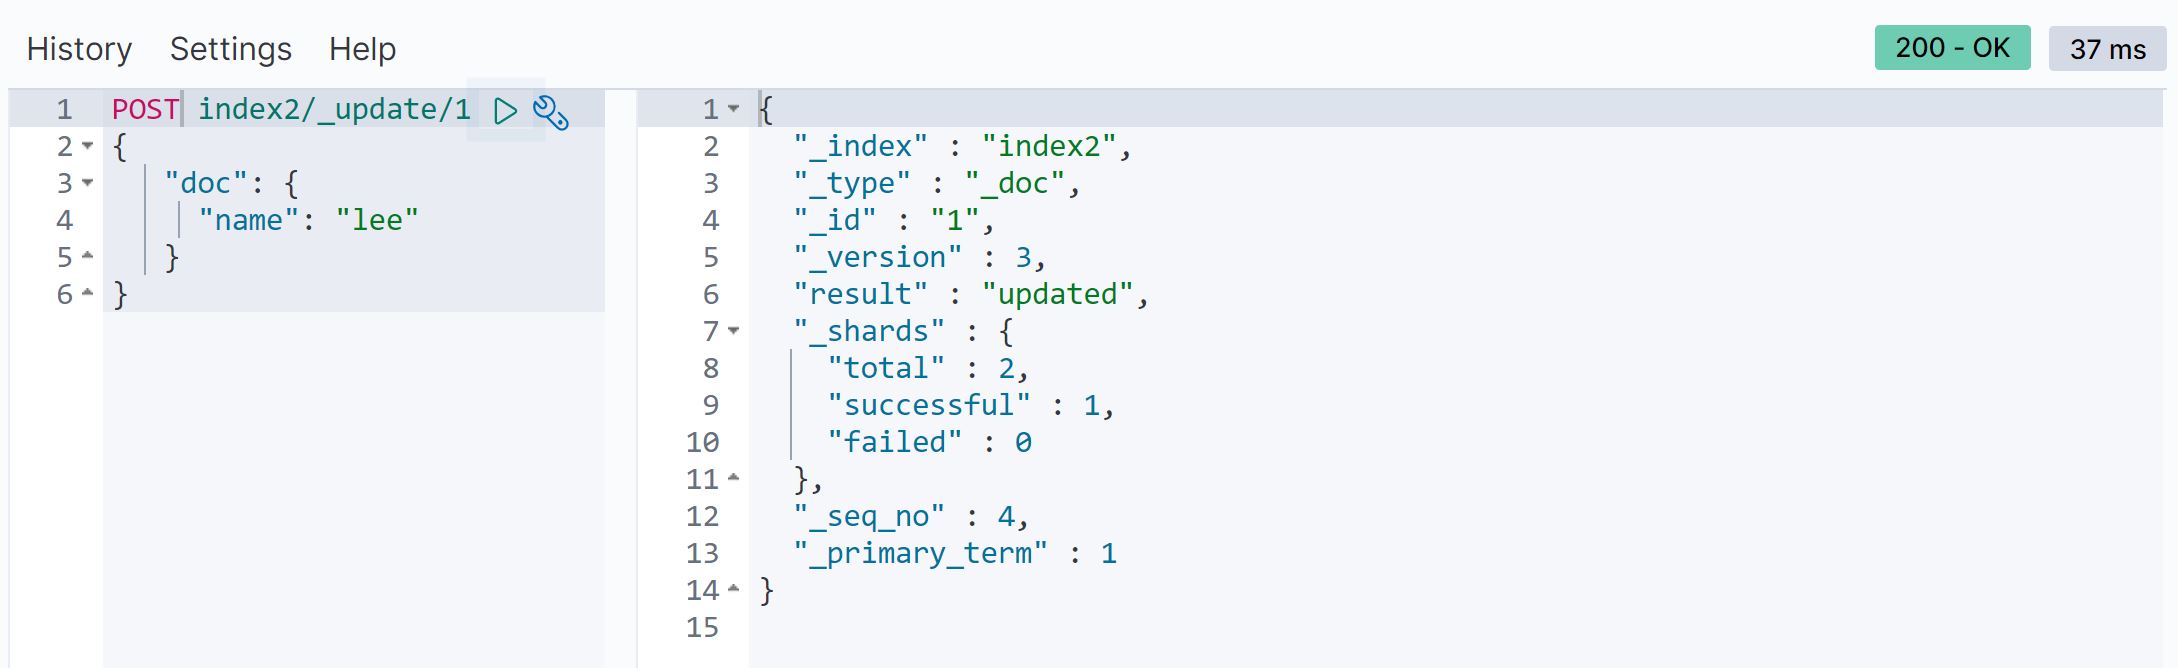 History Settings Help 200 - OK 37 ms
1 POST index2/_update/1
2 {
3 "doc": {
4 "name": "lee"
5 }
6 }
1 {
2 "_index" : "index2",
3 "_type" : "_doc",
4 "_id" : "1",
5 "_version" : 3,
6 "result" : "updated",
7 "_shards" : {
8 "total" : 2,
9 "successful" : 1,
10 "failed" : 0
11 },
12 "_seq_no" : 4,
13 "_primary_term" : 1
14 }
15